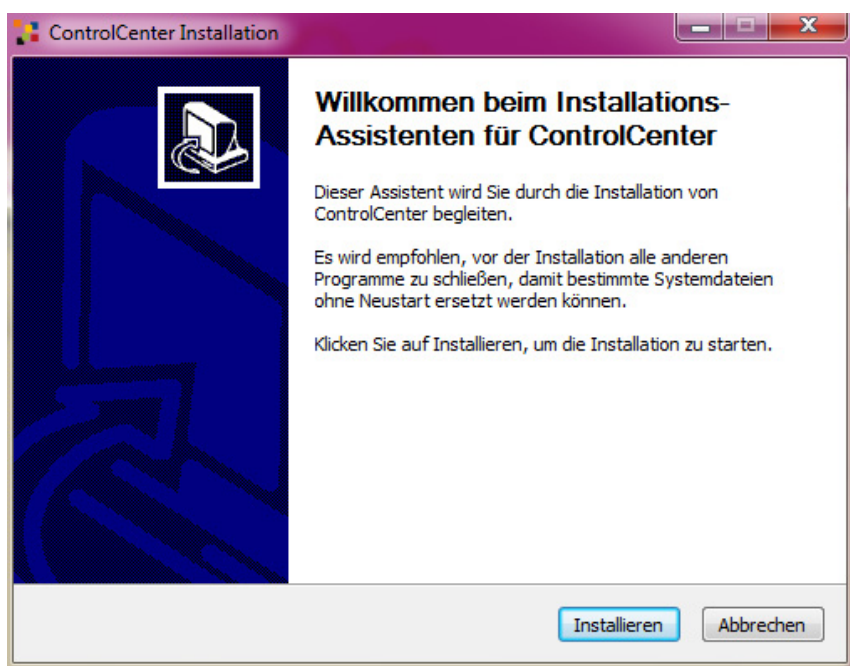 ControlCenter Installation
Willkommen beim Installations-
Assistenten für ControlCenter
Dieser Assistent wird Sie durch die Installation von
ControlCenter begleiten.
Es wird empfohlen, vor der Installation alle anderen
Programme zu schließen, damit bestimmte Systemdateien
ohne Neustart ersetzt werden können.
Klicken Sie auf Installieren, um die Installation zu starten.
Installieren
Abbrechen